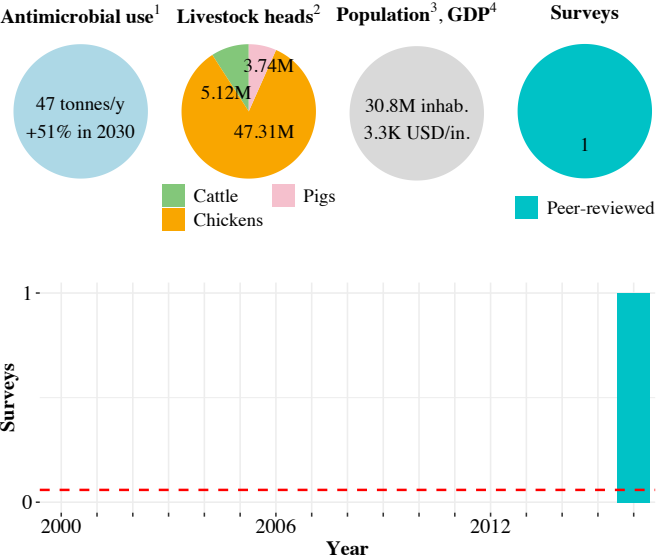 Antimicrobial use¹
Livestock heads²
Population³, GDP⁴
Surveys
47 tonnes/y
+51% in 2030
3.74M
5.12M
47.31M
30.8M inhab.
3.3K USD/in.
1
Cattle
Pigs
Chickens
Peer-reviewed
1
Surveys
0
2000
2006
2012
Year